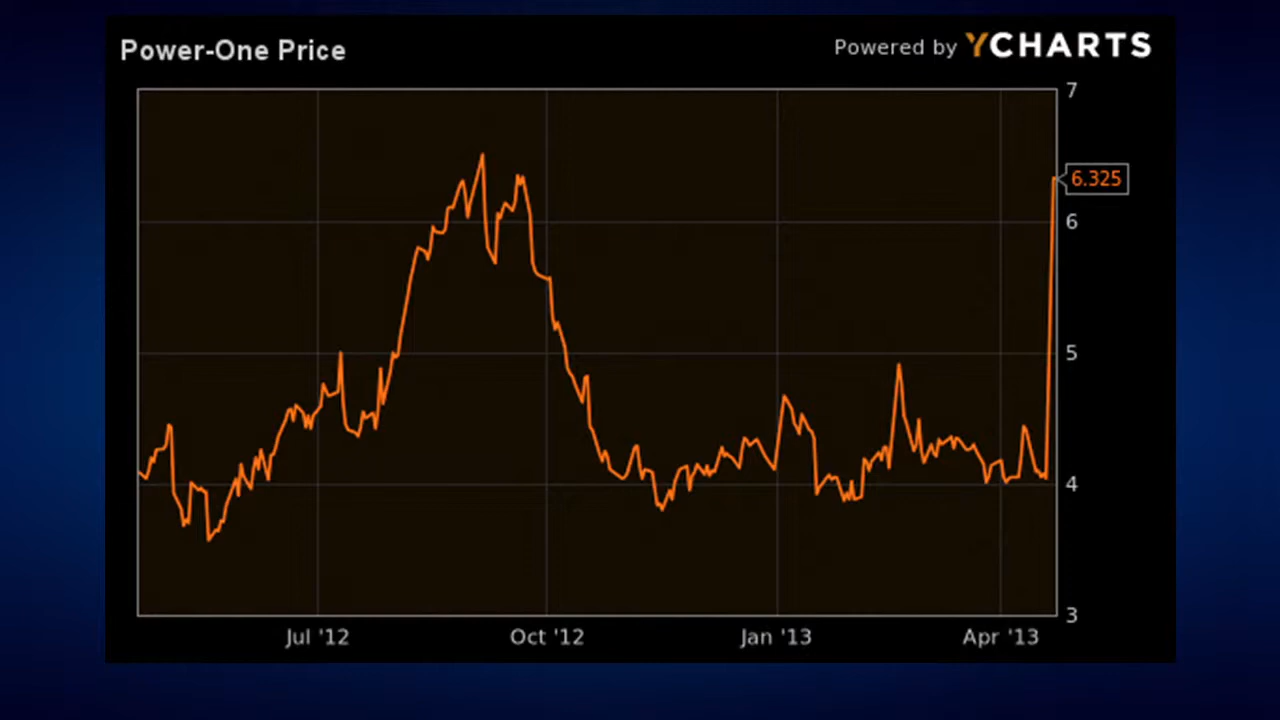 Power-One Price
Powered by YCHARTS
7
6.325
6
5
4
3
Jul '12
Oct '12
Jan '13
Apr '13